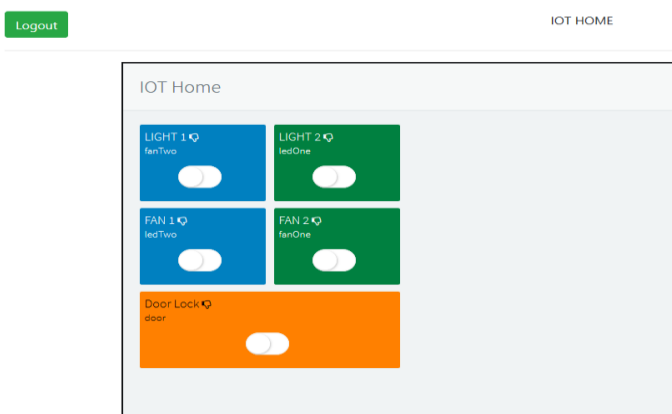 Logout
IOT HOME
IOT Home
LIGHT 1
fanTwo
LIGHT 2
ledOne
FAN 1
ledTwo
FAN 2
fanOne
Door Lock
door